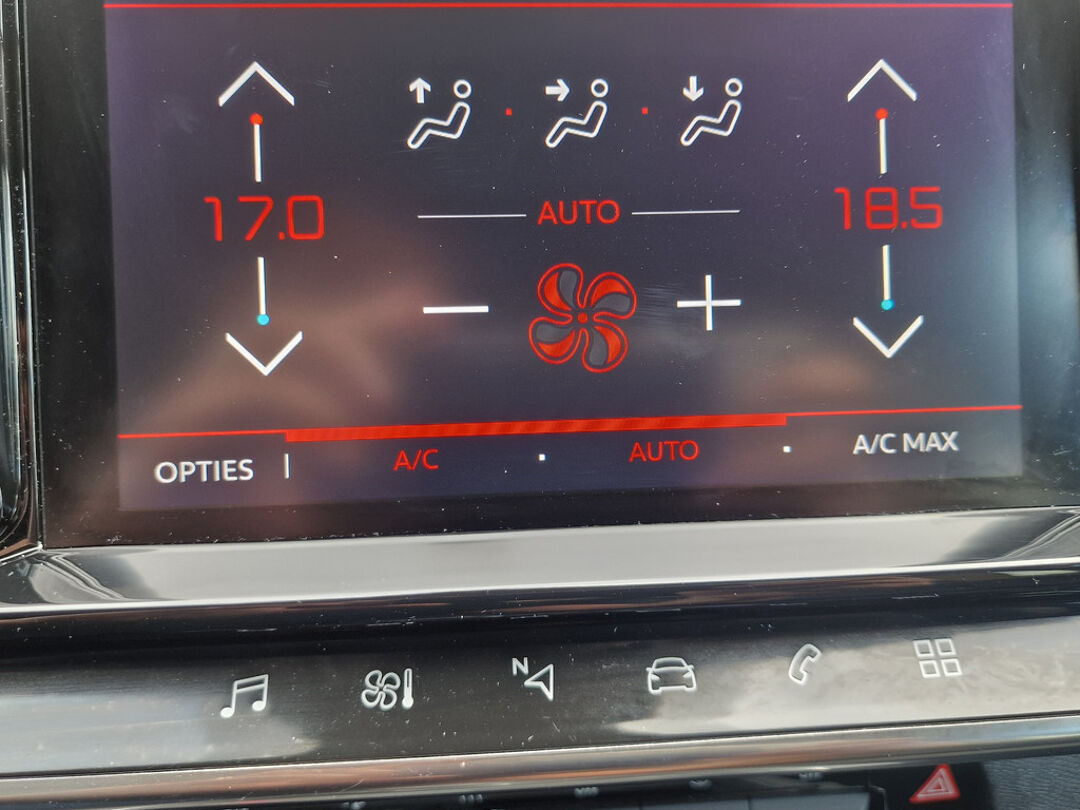 17.0
AUTO
18.5
OPTIES
A/C
AUTO
A/C MAX
N